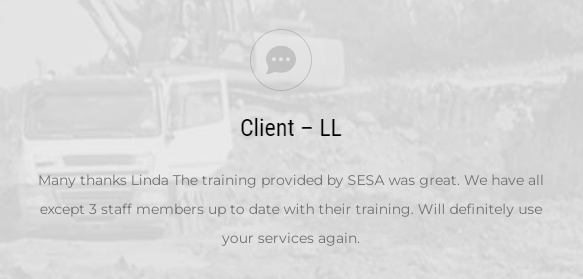 Client – LL
Many thanks Linda The training provided by SESA was great. We have all
except 3 staff members up to date with their training. Will definitely use
your services again.